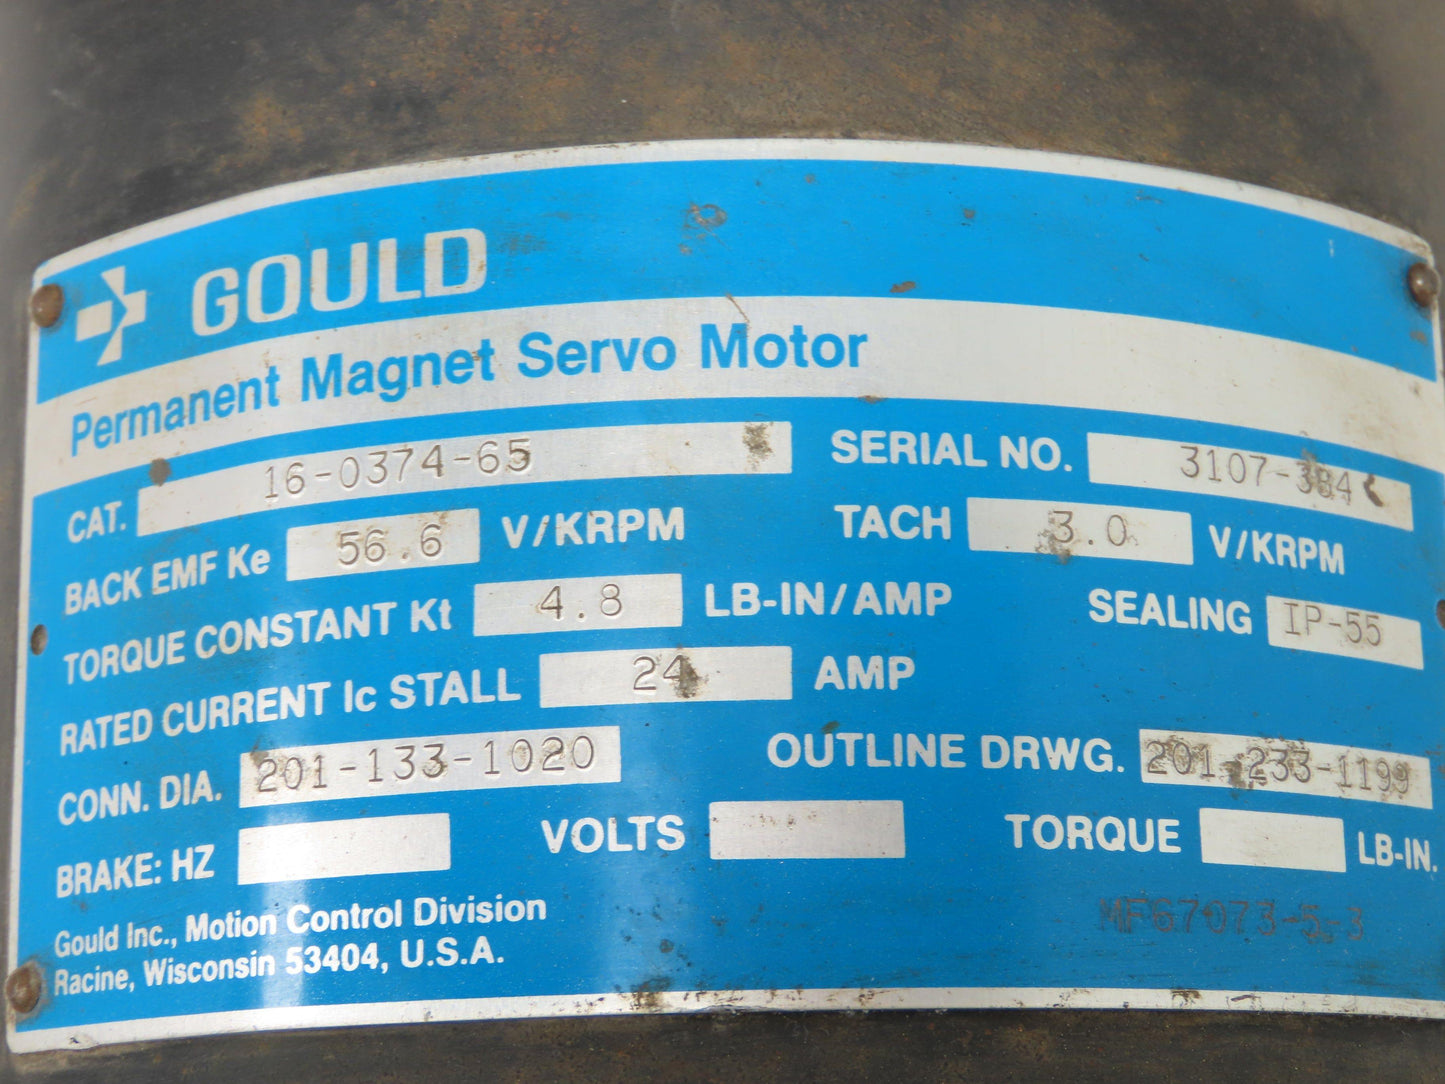 GOULD
Permanent Magnet Servo Motor
CAT. 16-0374-65 SERIAL NO. 3107-384
BACK EMF Ke 56.6 V/KRPM TACH 3.0 V/KRPM
TORQUE CONSTANT Kt 4.8 LB-IN/AMP SEALING IP-55
RATED CURRENT Ic STALL 24 AMP
CONN. DIA. 201-133-1020 OUTLINE DRWG. 201-233-1199
BRAKE: HZ VOLTS TORQUE LB-IN.
Gould Inc., Motion Control Division
Racine, Wisconsin 53404, U.S.A.
MFG7073-5-3